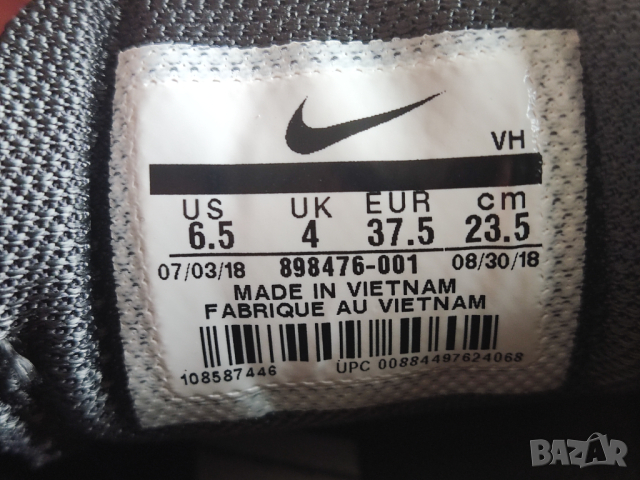 VH
US UK EUR cm
6.5 4 37.5 23.5
07/03/18 898476-001 08/30/18
MADE IN VIETNAM
FABRIQUE AU VIETNAM
108587446 UPC 00884497624068
BAZAR